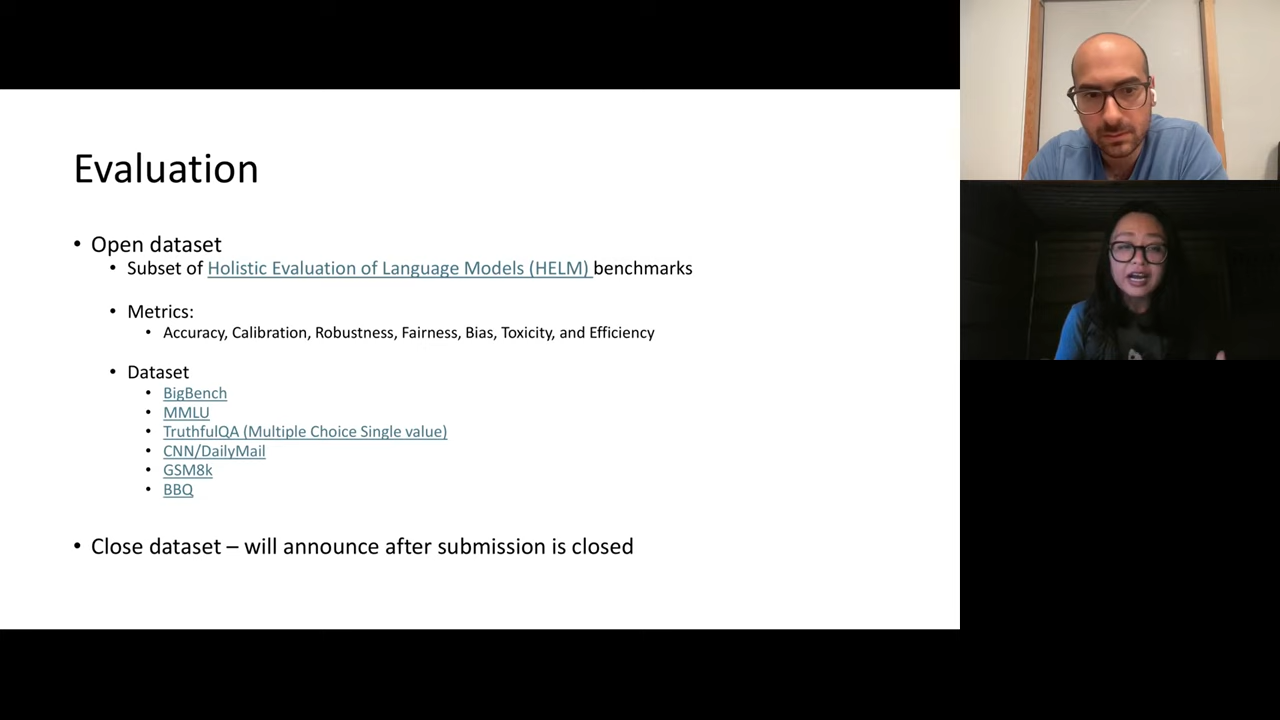 Evaluation
• Open dataset
• Subset of Holistic Evaluation of Language Models (HELM) benchmarks
• Metrics:
• Accuracy, Calibration, Robustness, Fairness, Bias, Toxicity, and Efficiency
• Dataset
• BigBench
• MMLU
• TruthfulQA (Multiple Choice Single value)
• CNN/DailyMail
• GSM8k
• BBQ
• Close dataset – will announce after submission is closed